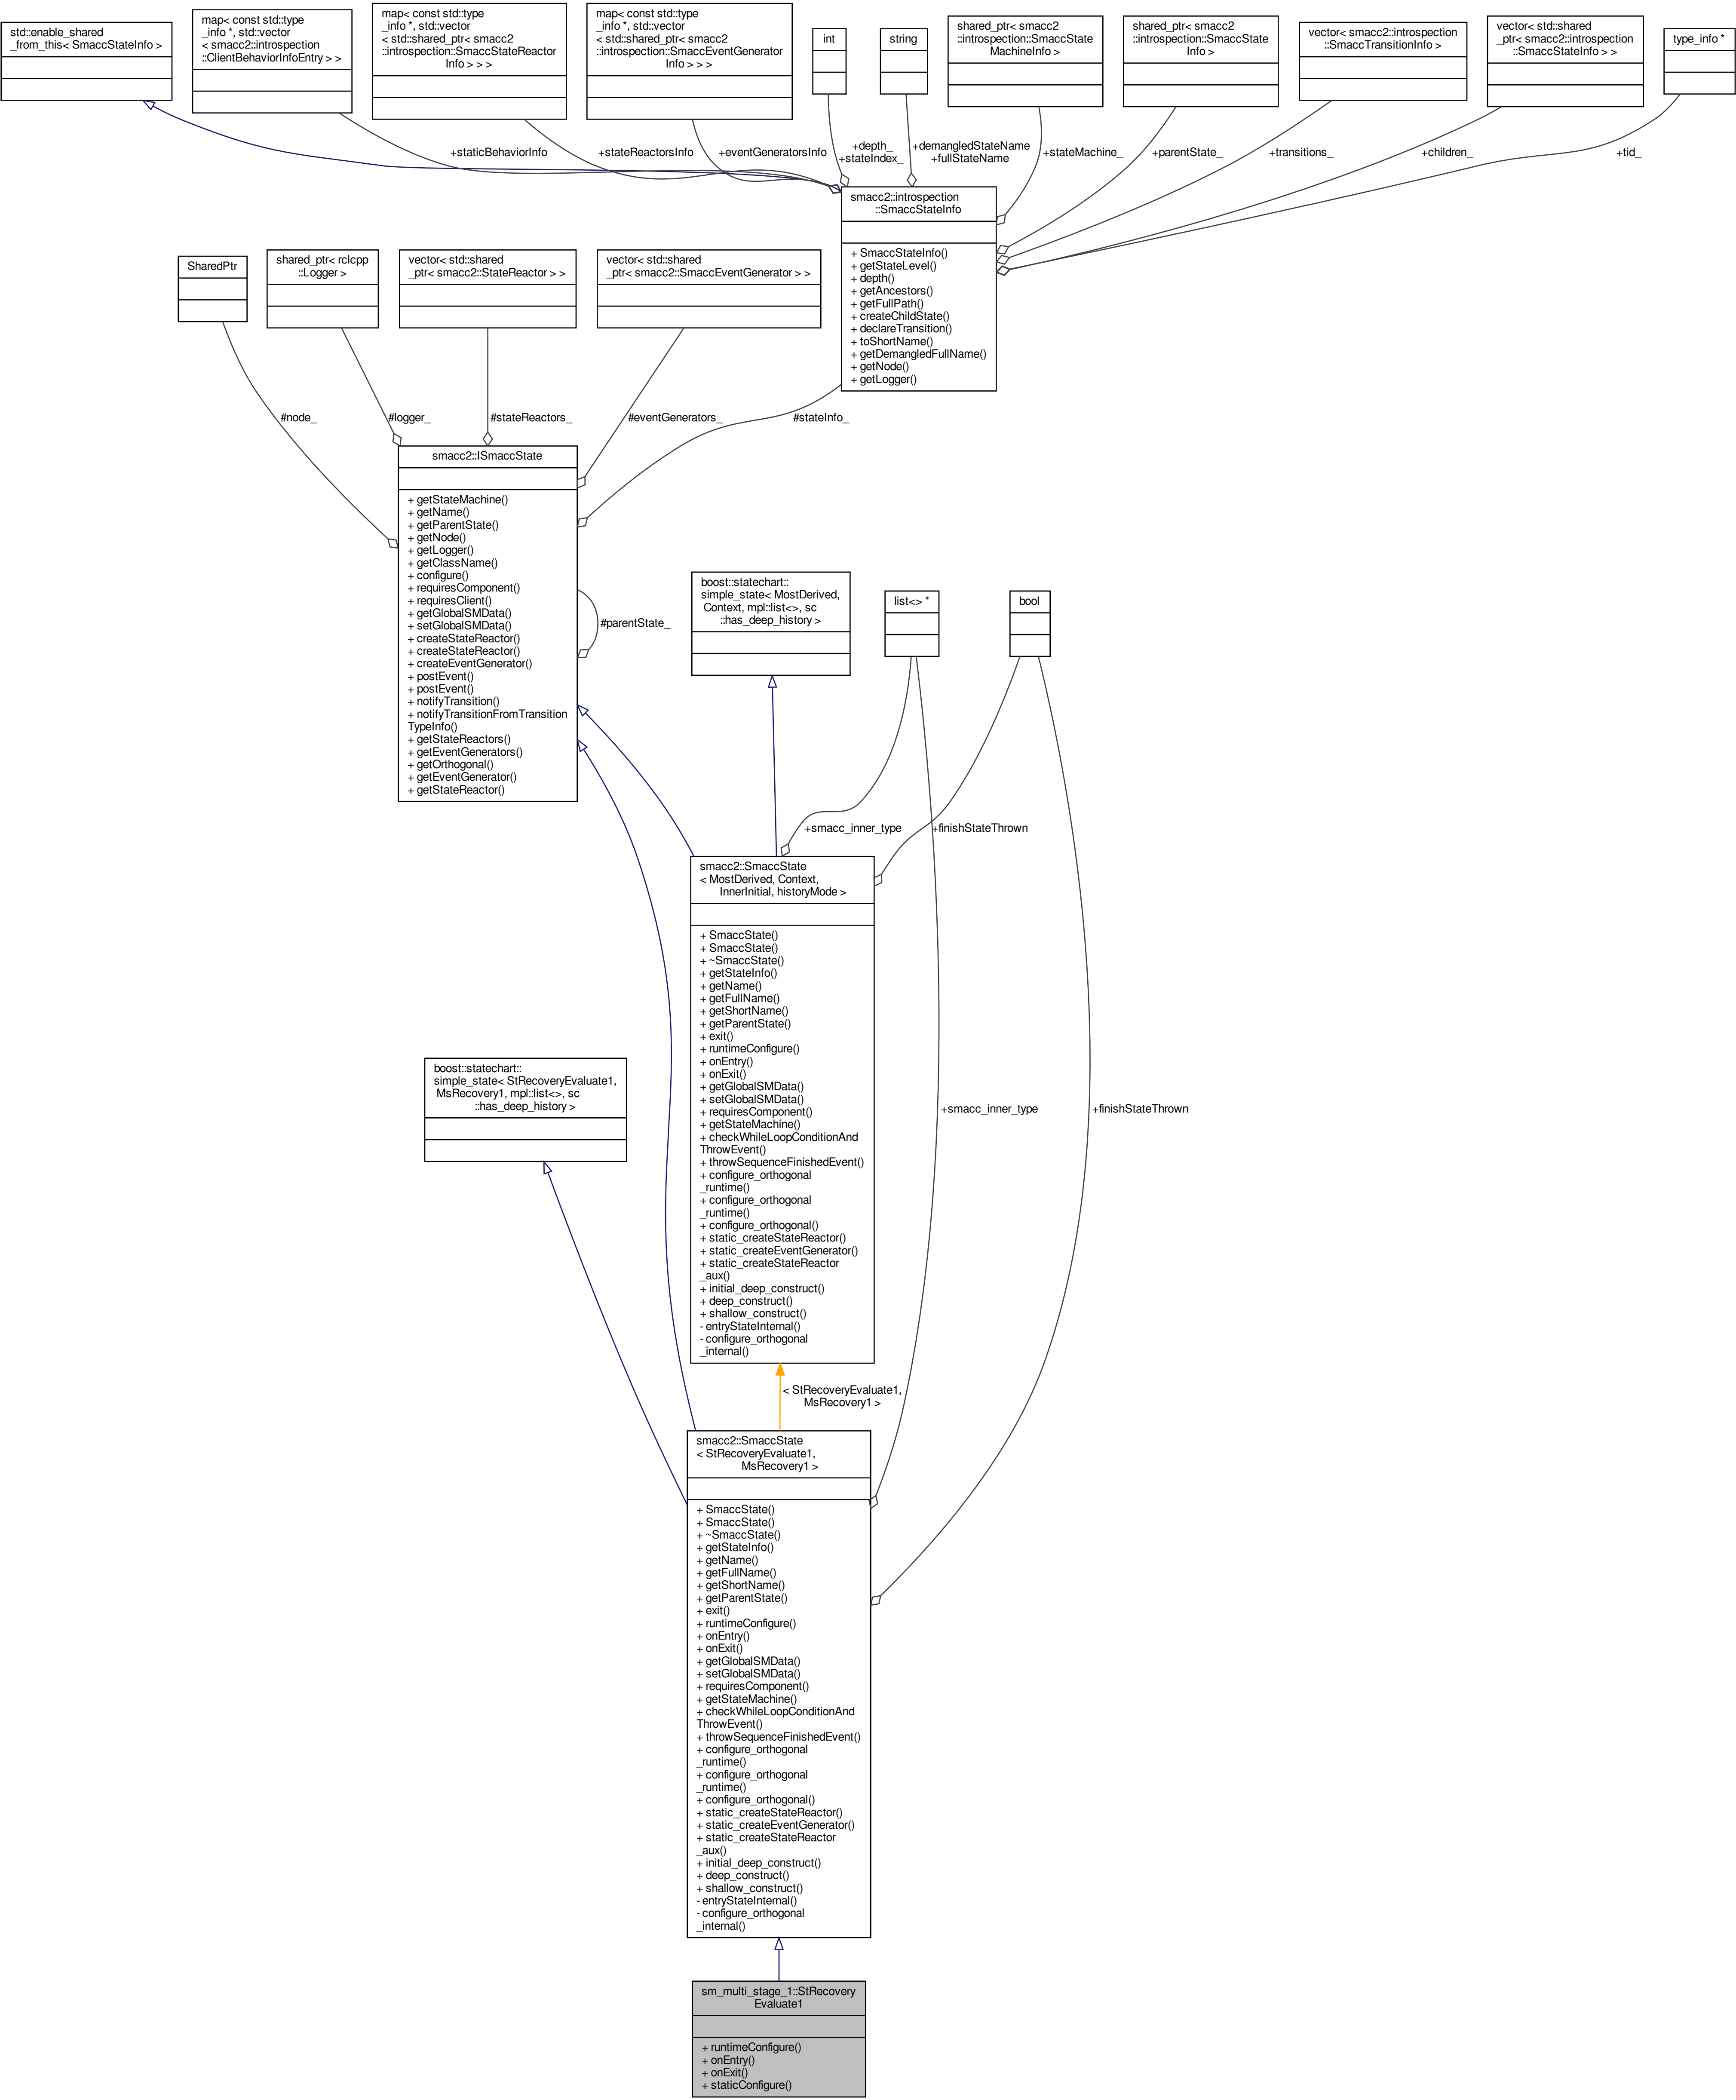 std::enable_shared
_from_this< SmaccStateInfo >
map< const std::type
_info *, std::vector
< smacc2::introspection
::ClientBehaviorInfoEntry > >
map< const std::type
_info *, std::vector
< std::shared_ptr< smacc2
::introspection::SmaccStateReactor
Info > > >
map< const std::type
_info *, std::vector
< std::shared_ptr< smacc2
::introspection::SmaccEventGenerator
Info > > >
int
string
shared_ptr< smacc2
::introspection::SmaccState
MachineInfo >
shared_ptr< smacc2
::introspection::SmaccState
Info >
vector< smacc2::introspection
::SmaccTransitionInfo >
vector< std::shared
_ptr< smacc2::introspection
::SmaccStateInfo > >
type_info *
+staticBehaviorInfo
+stateReactorsInfo
+eventGeneratorsInfo
+depth_
+stateIndex_
+demangledStateName
+fullStateName
+stateMachine_
+parentState_
+transitions_
+children_
+tid_
smacc2::introspection
::SmaccStateInfo
+ SmaccStateInfo()
+ getStateLevel()
+ depth()
+ getAncestors()
+ getFullPath()
+ createChildState()
+ declareTransition()
+ toShortName()
+ getDemangledFullName()
+ getNode()
+ getLogger()
SharedPtr
shared_ptr< rclcpp
::Logger >
vector< std::shared
_ptr< smacc2::StateReactor > >
vector< std::shared
_ptr< smacc2::SmaccEventGenerator > >
#node_
#logger_
#stateReactors_
#eventGenerators_
#stateInfo_
smacc2::ISmaccState
+ getStateMachine()
+ getName()
+ getParentState()
+ getNode()
+ getLogger()
+ getClassName()
+ configure()
+ requiresComponent()
+ requiresClient()
+ getGlobalSMData()
+ setGlobalSMData()
+ createStateReactor()
+ createStateReactor()
+ createEventGenerator()
+ postEvent()
+ postEvent()
+ notifyTransition()
+ notifyTransitionFromTransition
TypeInfo()
+ getStateReactors()
+ getEventGenerators()
+ getOrthogonal()
+ getEventGenerator()
+ getStateReactor()
#parentState_
boost::statechart::
simple_state< MostDerived,
Context, mpl::list<>, sc
::has_deep_history >
list<> *
bool
+smacc_inner_type
+finishStateThrown
smacc2::SmaccState
< MostDerived, Context,
InnerInitial, historyMode >
+ SmaccState()
+ SmaccState()
+ ~SmaccState()
+ getStateInfo()
+ getName()
+ getFullName()
+ getShortName()
+ getParentState()
+ exit()
+ runtimeConfigure()
+ onEntry()
+ onExit()
+ getGlobalSMData()
+ setGlobalSMData()
+ requiresComponent()
+ getStateMachine()
+ checkWhileLoopConditionAnd
ThrowEvent()
+ throwSequenceFinishedEvent()
+ configure_orthogonal
_runtime()
+ configure_orthogonal
_runtime()
+ configure_orthogonal()
+ static_createStateReactor()
+ static_createEventGenerator()
+ static_createStateReactor
_aux()
+ initial_deep_construct()
+ deep_construct()
+ shallow_construct()
- entryStateInternal()
- configure_orthogonal
_internal()
boost::statechart::
simple_state< StRecoveryEvaluate1,
MsRecovery1, mpl::list<>, sc
::has_deep_history >
+smacc_inner_type
+finishStateThrown
< StRecoveryEvaluate1,
MsRecovery1 >
smacc2::SmaccState
< StRecoveryEvaluate1,
MsRecovery1 >
+ SmaccState()
+ SmaccState()
+ ~SmaccState()
+ getStateInfo()
+ getName()
+ getFullName()
+ getShortName()
+ getParentState()
+ exit()
+ runtimeConfigure()
+ onEntry()
+ onExit()
+ getGlobalSMData()
+ setGlobalSMData()
+ requiresComponent()
+ getStateMachine()
+ checkWhileLoopConditionAnd
ThrowEvent()
+ throwSequenceFinishedEvent()
+ configure_orthogonal
_runtime()
+ configure_orthogonal
_runtime()
+ configure_orthogonal()
+ static_createStateReactor()
+ static_createEventGenerator()
+ static_createStateReactor
_aux()
+ initial_deep_construct()
+ deep_construct()
+ shallow_construct()
- entryStateInternal()
- configure_orthogonal
_internal()
sm_multi_stage_1::StRecovery
Evaluate1
+ runtimeConfigure()
+ onEntry()
+ onExit()
+ staticConfigure()